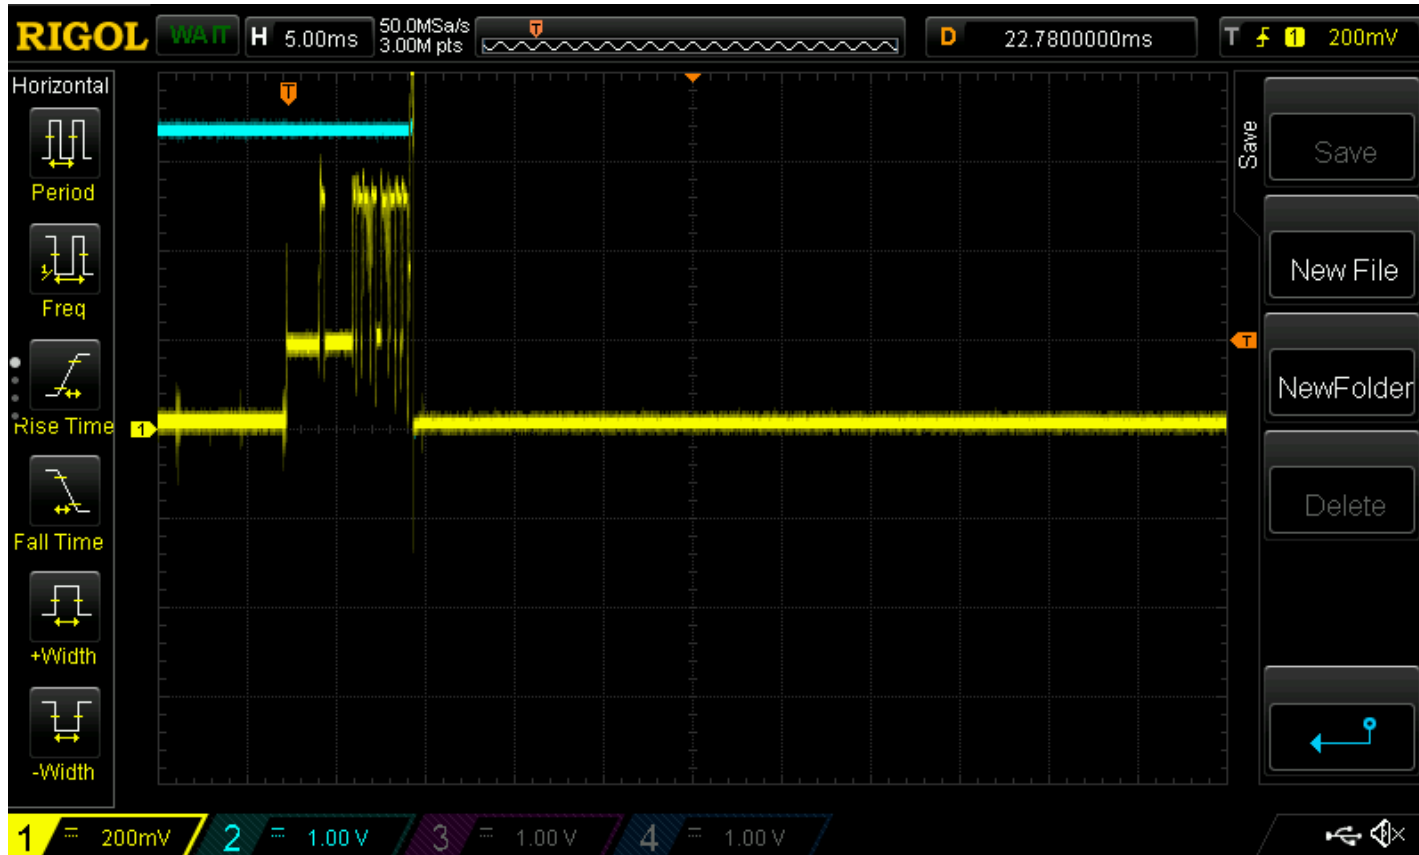 RIGOL WAIT H 5.00ms 50.0MSa/s 3.00M pts T D 22.7800000ms T 1 200mV
Horizontal
T
Period
Freq
Rise Time
Fall Time
+Width
-Width
1
T
Save
Save
New File
NewFolder
Delete
1 200mV 2 1.00 V 3 1.00 V 4 1.00 V